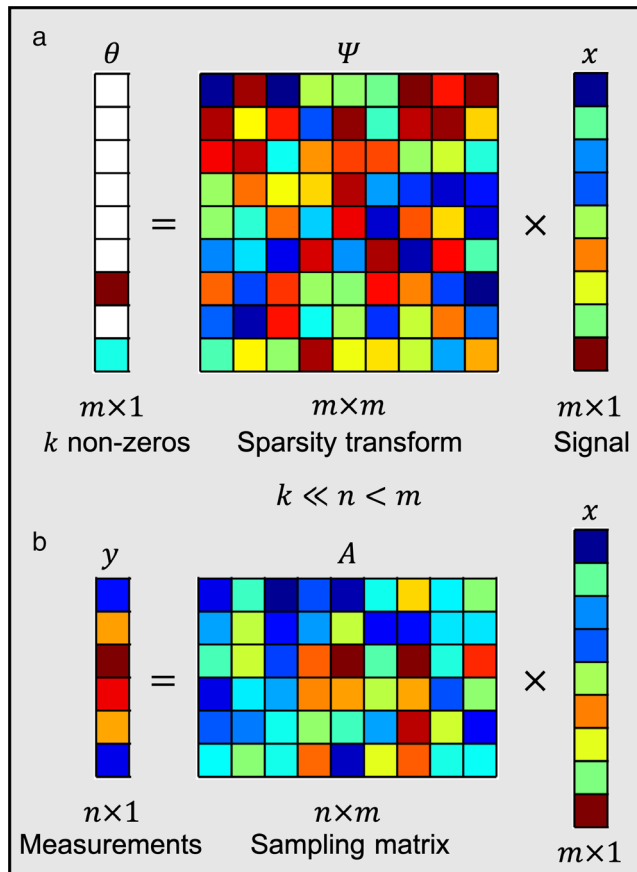 a
θ Ψ x
= ×
m×1 m×m m×1
k non-zeros Sparsity transform Signal
k ≪ n < m
b
y A x
= ×
n×1 n×m
Measurements Sampling matrix
m×1